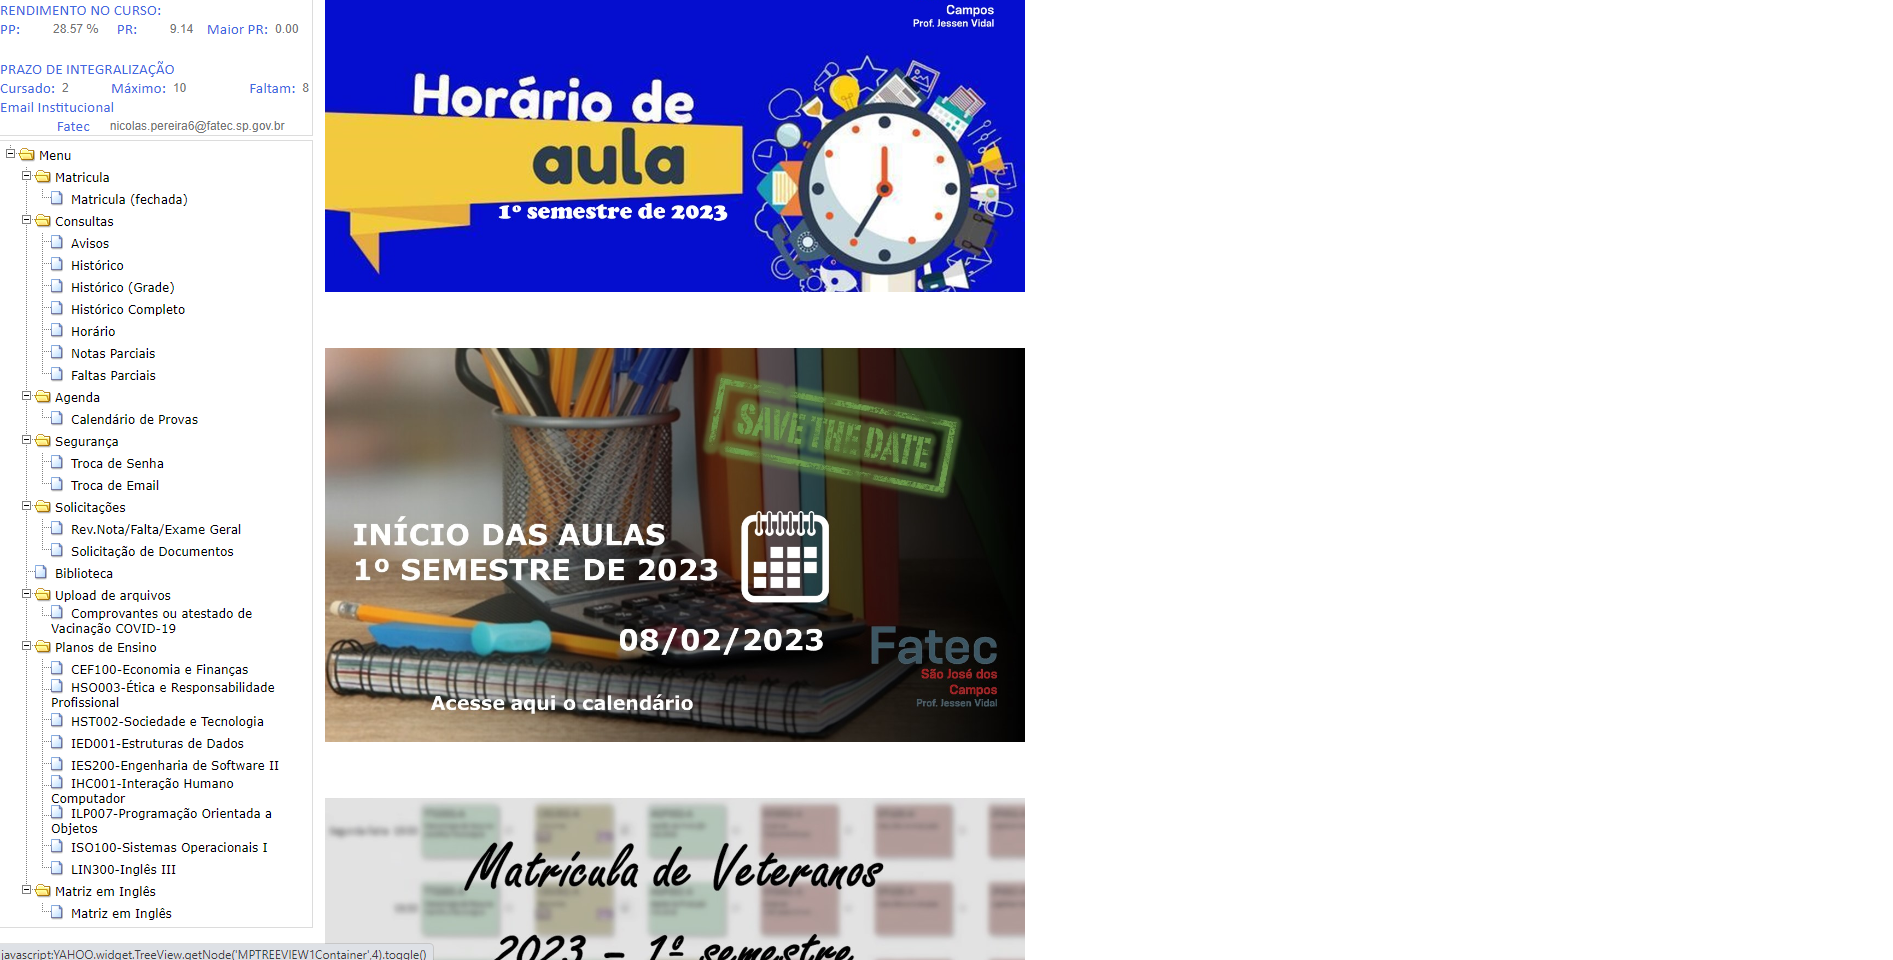 RENDIMENTO NO CURSO:
PP: 28.57 % PR: 9.14 Maior PR: 0.00
PRAZO DE INTEGRALIZAÇÃO
Cursado: 2 Máximo: 10 Faltam: 8
Email Institucional
Fatec nicolas.pereira6@fatec.sp.gov.br
Menu
Matricula
Matricula (fechada)
Consultas
Avisos
Histórico
Histórico (Grade)
Histórico Completo
Horário
Notas Parciais
Faltas Parciais
Agenda
Calendário de Provas
Segurança
Troca de Senha
Troca de Email
Solicitações
Rev.Nota/Falta/Exame Geral
Solicitação de Documentos
Biblioteca
Upload de arquivos
Comprovantes ou atestado de
Vacinação COVID-19
Planos de Ensino
CEF100-Economia e Finanças
HSO003-Ética e Responsabilidade
Profissional
HST002-Sociedade e Tecnologia
IED001-Estruturas de Dados
IES200-Engenharia de Software II
IHC001-Interação Humano
Computador
ILP007-Programação Orientada a
Objetos
ISO100-Sistemas Operacionais I
LIN300-Inglês III
Matriz em Inglês
Matriz em Inglês
javascript:YAHOO.widget.TreeView.getNode('MPTREEVIEW1Container',4).toggle()
Campos
Prof. Jessen Vidal
Horário de
aula
1º semestre de 2023
SAVE THE DATE
INÍCIO DAS AULAS
1º SEMESTRE DE 2023
08/02/2023
Fatec
São José dos
Campos
Prof. Jessen Vidal
Acesse aqui o calendário
Matrícula de Veteranos
2023 - 1º semestre